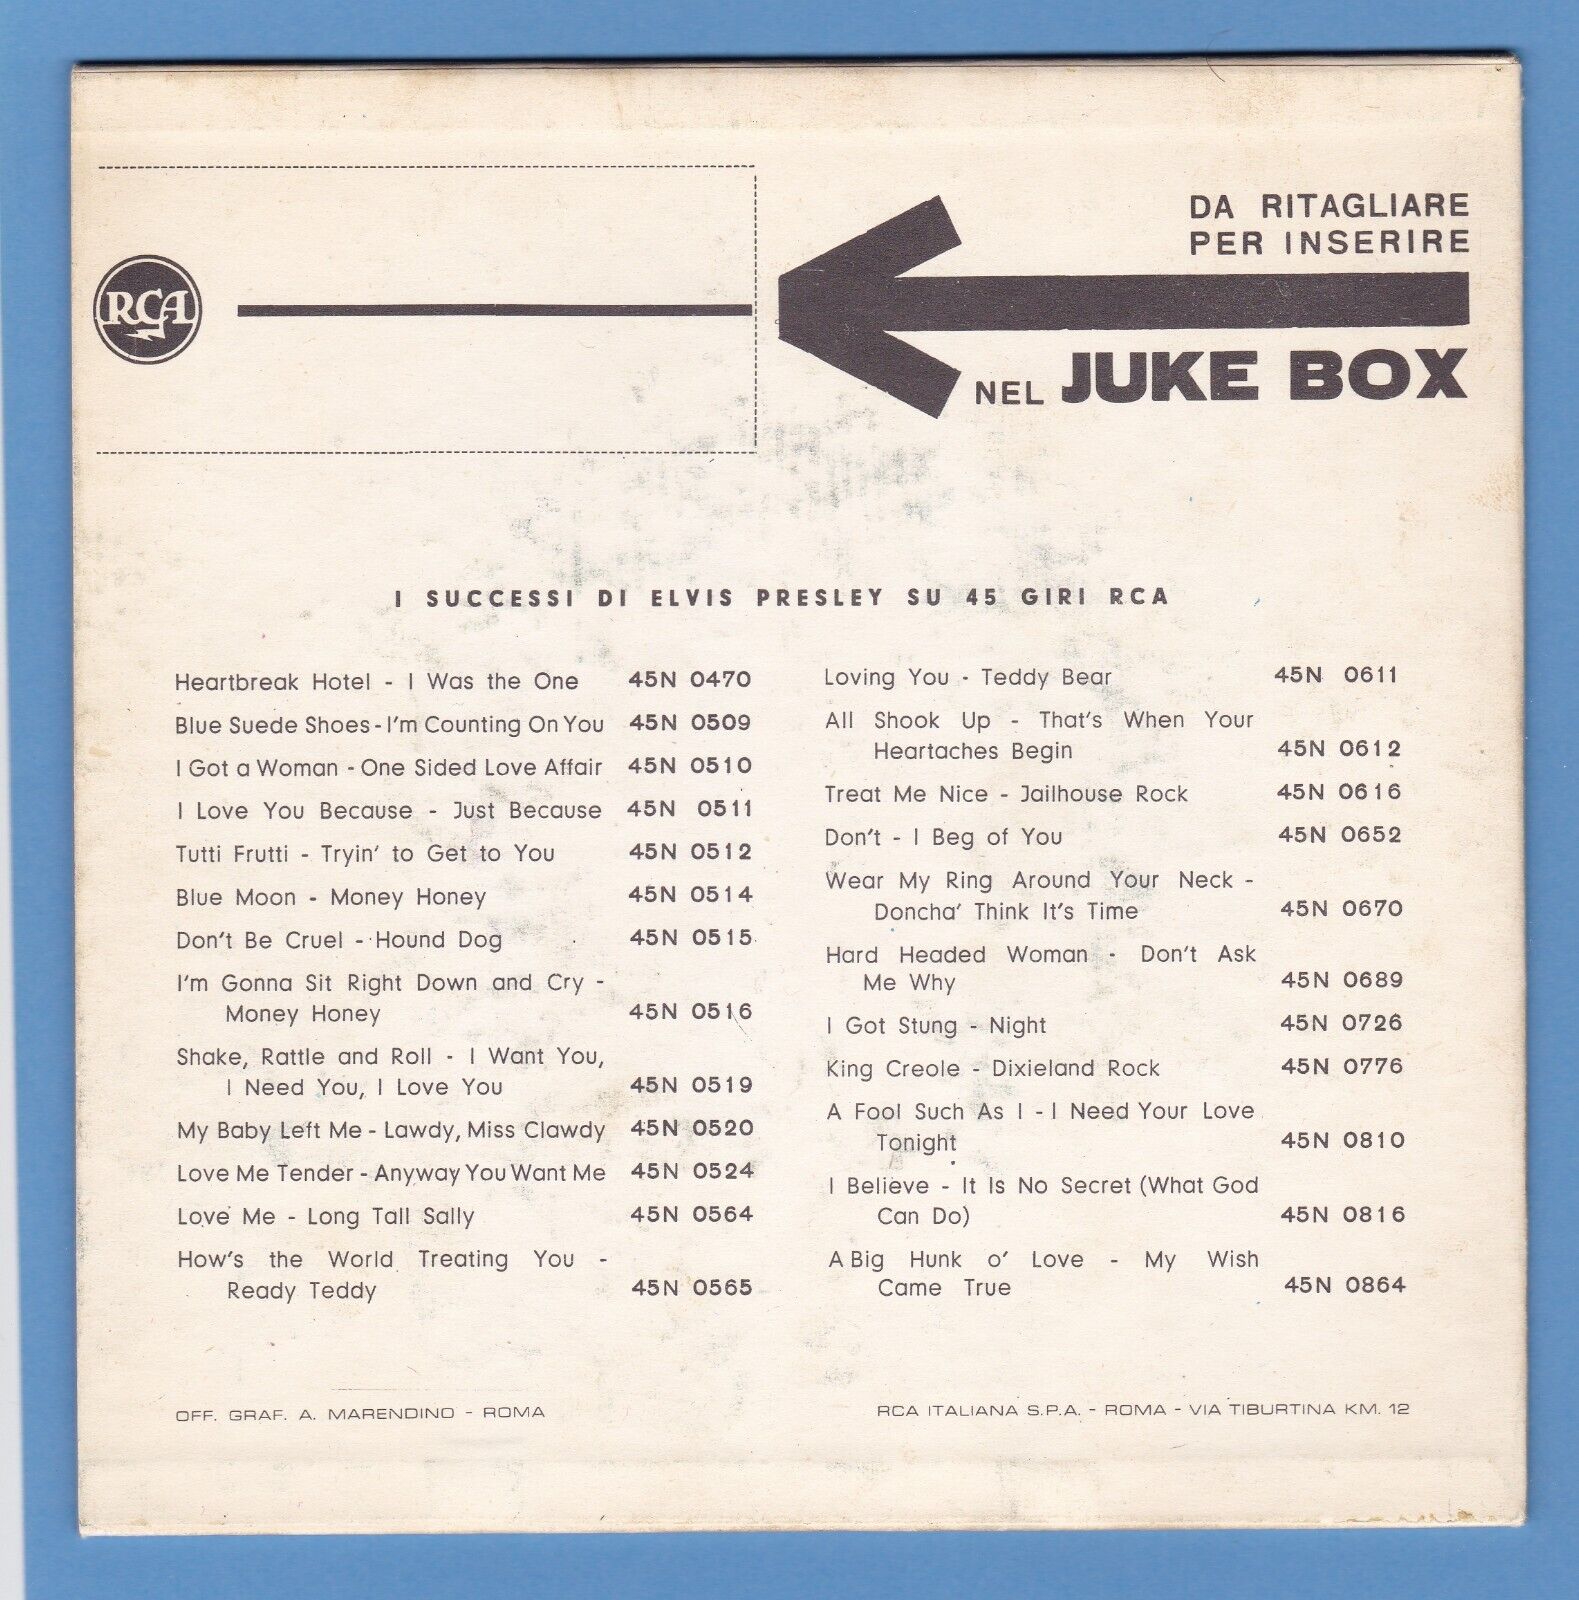 DA RITAGLIARE
PER INSERIRE
RCA
NEL JUKE BOX
I SUCCESSI DI ELVIS PRESLEY SU 45 GIRI RCA
Heartbreak Hotel - I Was the One 45N 0470
Blue Suede Shoes - I'm Counting On You 45N 0509
I Got a Woman - One Sided Love Affair 45N 0510
I Love You Because - Just Because 45N 0511
Tutti Frutti - Tryin' to Get to You 45N 0512
Blue Moon - Money Honey 45N 0514
Don't Be Cruel - Hound Dog 45N 0515
I'm Gonna Sit Right Down and Cry -
Money Honey 45N 0516
Shake, Rattle and Roll - I Want You,
I Need You, I Love You 45N 0519
My Baby Left Me - Lawdy, Miss Clawdy 45N 0520
Love Me Tender - Anyway You Want Me 45N 0524
Love Me - Long Tall Sally 45N 0564
How's the World Treating You -
Ready Teddy 45N 0565
Loving You - Teddy Bear 45N 0611
All Shook Up - That's When Your
Heartaches Begin 45N 0612
Treat Me Nice - Jailhouse Rock 45N 0616
Don't - I Beg of You 45N 0652
Wear My Ring Around Your Neck -
Doncha' Think It's Time 45N 0670
Hard Headed Woman - Don't Ask
Me Why 45N 0689
I Got Stung - Night 45N 0726
King Creole - Dixieland Rock 45N 0776
A Fool Such As I - I Need Your Love
Tonight 45N 0810
I Believe - It Is No Secret (What God
Can Do) 45N 0816
A Big Hunk o' Love - My Wish
Came True 45N 0864
OFF. GRAF. A. MARENDINO - ROMA
RCA ITALIANA S.P.A. - ROMA - VIA TIBURTINA KM. 12